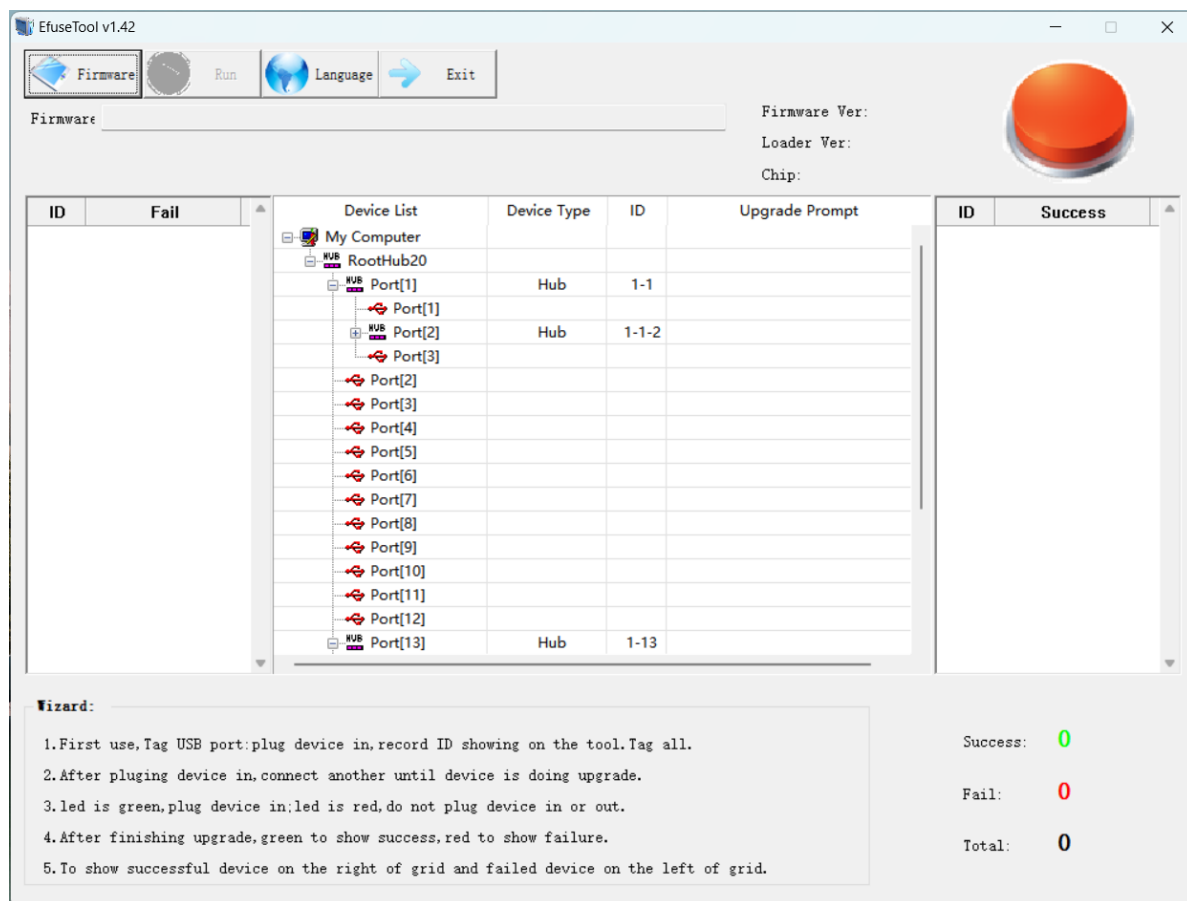 EfuseTool v1.42
Firmware Run Language Exit
Firmware
Firmware Ver:
Loader Ver:
Chip:
ID Fail
Device List Device Type ID Upgrade Prompt
My Computer
HUB RootHub20
HUB Port[1] Hub 1-1
Port[1]
HUB Port[2] Hub 1-1-2
Port[3]
Port[2]
Port[3]
Port[4]
Port[5]
Port[6]
Port[7]
Port[8]
Port[9]
Port[10]
Port[11]
Port[12]
HUB Port[13] Hub 1-13
ID Success
Wizard:
1.First use,Tag USB port:plug device in,record ID showing on the tool.Tag all.
2.After pluging device in,connect another until device is doing upgrade.
3.led is green,plug device in;led is red,do not plug device in or out.
4.After finishing upgrade,green to show success,red to show failure.
5.To show successful device on the right of grid and failed device on the left of grid.
Success: 0
Fail: 0
Total: 0